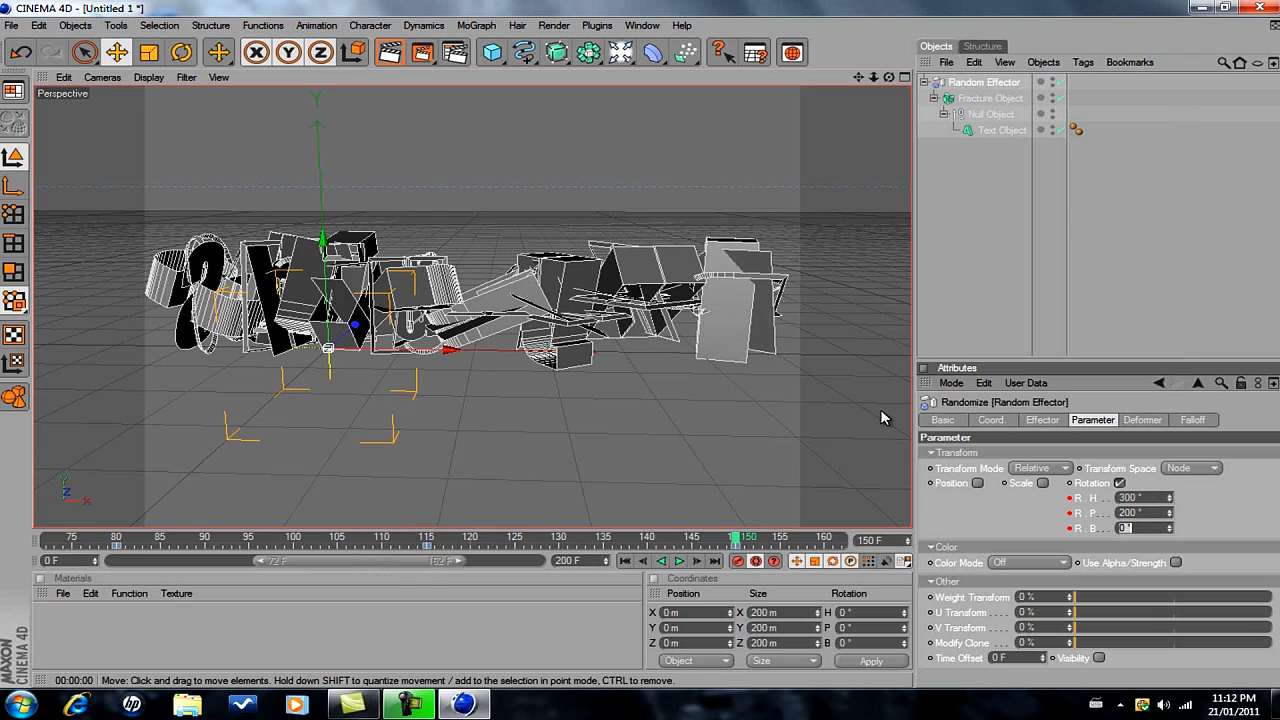 CINEMA 4D - [Untitled 1 *]
File Edit Objects Tools Selection Structure Functions Animation Character Dynamics MoGraph Hair Render Plugins Window Help
X Y Z
Edit Cameras Display Filter View
Perspective
Y
Y Z X
75 80 85 90 95 100 104 110 115 120 125 130 135 140 145 150 155 160 150 F
0 F 72 F 162 F 200 F
Materials
File Edit Function Texture
Coordinates
Position Size Rotation
X 0 m X 200 m H 0 °
Y 0 m Y 200 m P 0 °
Z 0 m Z 200 m B 0 °
Object Size Apply
00:00:00 Move: Click and drag to move elements. Hold down SHIFT to quantize movement / add to the selection in point mode, CTRL to remove.
MAXON CINEMA 4D
Objects Structure
File Edit View Objects Tags Bookmarks
Random Effector
Fracture Object
Null Object
Text Object
Attributes
Mode Edit User Data
Randomize [Random Effector]
Basic Coord. Effector Parameter Deformer Falloff
Parameter
Transform
Transform Mode Relative Transform Space Node
Position Scale Rotation
R . H . . . . 300 °
R . P . . . . 200 °
R . B . . . . 0 °
Color
Color Mode Off Use Alpha/Strength
Other
Weight Transform 0 %
U Transform . . . . 0 %
V Transform . . . . 0 %
Modify Clone . . . 0 %
Time Offset 0 F Visibility
11:12 PM
21/01/2011